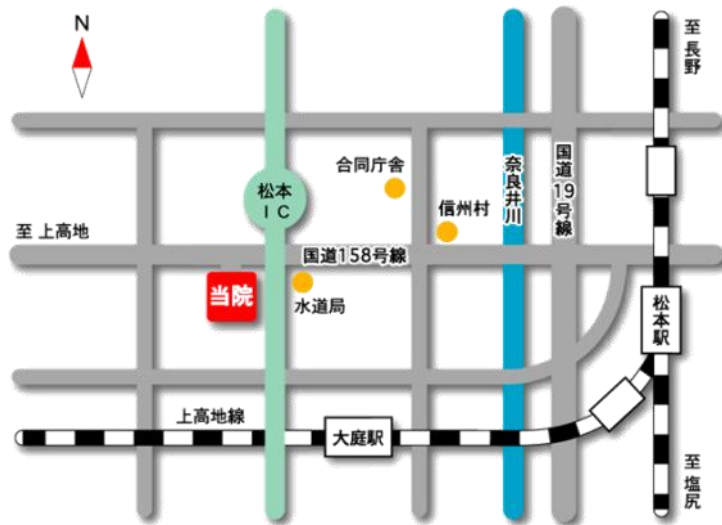 N
至長野
合同庁舎
松本
IC
信州村
奈良井川
国道19号線
至 上高地
国道158号線
当院
水道局
松本駅
上高地線
大庭駅
至塩尻